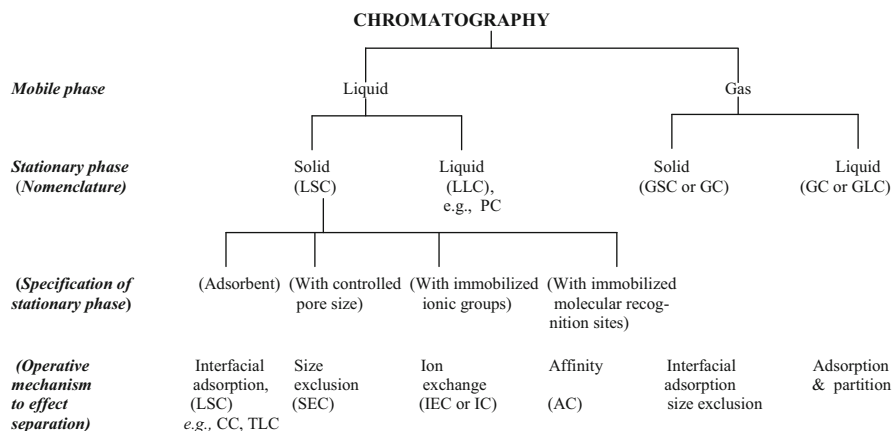 CHROMATOGRAPHY
Mobile phase Liquid Gas
Stationary phase Solid Liquid Solid Liquid
(Nomenclature) (LSC) (LLC), (GSC or GC) (GC or GLC)
e.g., PC
(Specification of (Adsorbent) (With controlled (With immobilized (With immobilized
stationary phase) pore size) ionic groups) molecular recog-
nition sites)
(Operative Interfacial Size Ion Affinity Interfacial Adsorption
mechanism adsorption, exclusion exchange adsorption & partition
to effect (LSC) (SEC) (IEC or IC) (AC) size exclusion
separation) e.g., CC, TLC